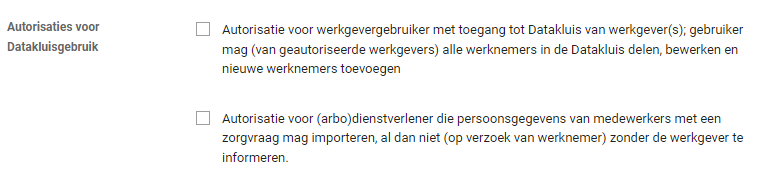 Autorisaties voor
Datakluisgebruik
Autorisatie voor werkgevergebruiker met toegang tot Datakluis van werkgever(s); gebruiker
mag (van geautoriseerde werkgevers) alle werknemers in de Datakluis delen, bewerken en
nieuwe werknemers toevoegen
Autorisatie voor (arbo)dienstverlener die persoonsgegevens van medewerkers met een
zorgvraag mag importeren, al dan niet (op verzoek van werknemer) zonder de werkgever te
informeren.